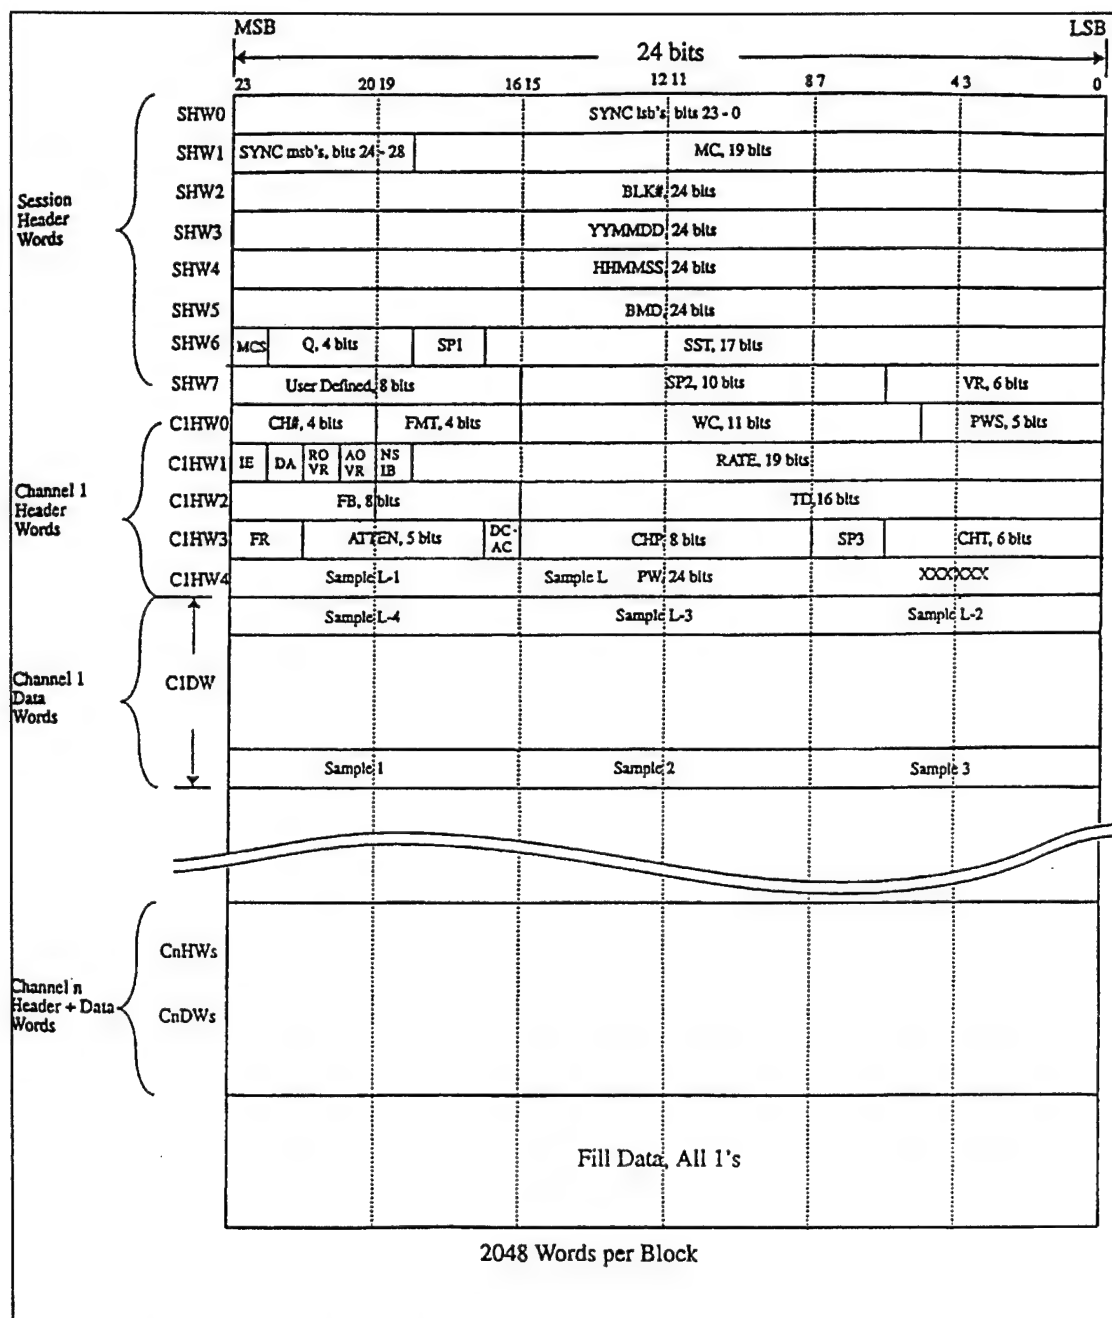 MSB LSB
24 bits
23 20 19 16 15 12 11 8 7 4 3 0
SHW0 SYNC lsb's, bits 23 - 0
SHW1 SYNC msb's, bits 24 - 28 MC, 19 bits
SHW2 BLK#, 24 bits
Session
Header
Words
SHW3 YYMMDD, 24 bits
SHW4 HHMMSS, 24 bits
SHW5 BMD, 24 bits
SHW6 MCS Q, 4 bits SP1 SST, 17 bits
SHW7 User Defined, 8 bits SP2, 10 bits VR, 6 bits
C1HW0 CH#, 4 bits FMT, 4 bits WC, 11 bits PWS, 5 bits
C1HW1 IE DA RO VR AO VR NS IB RATE, 19 bits
Channel 1
Header
Words
C1HW2 FB, 8 bits TD, 16 bits
C1HW3 FR ATTEN, 5 bits DC-AC CHP, 8 bits SP3 CHT, 6 bits
C1HW4 Sample L-1 Sample L PW, 24 bits XXXXXX
Sample L-4 Sample L-3 Sample L-2
Channel 1
Data
Words
C1DW
Sample 1 Sample 2 Sample 3
CnHWs
Channel n
Header + Data
Words
CnDWs
Fill Data, All 1's
2048 Words per Block